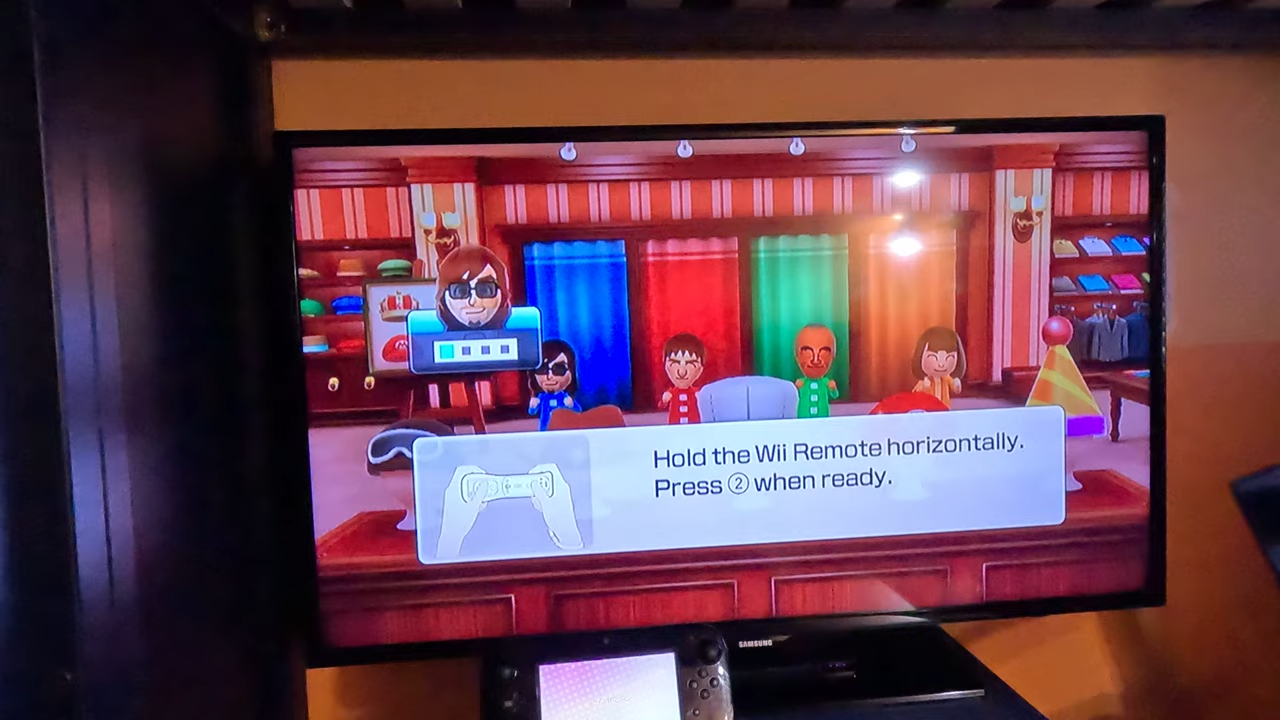 Hold the Wii Remote horizontally.
Press ② when ready.
SAMSUNG